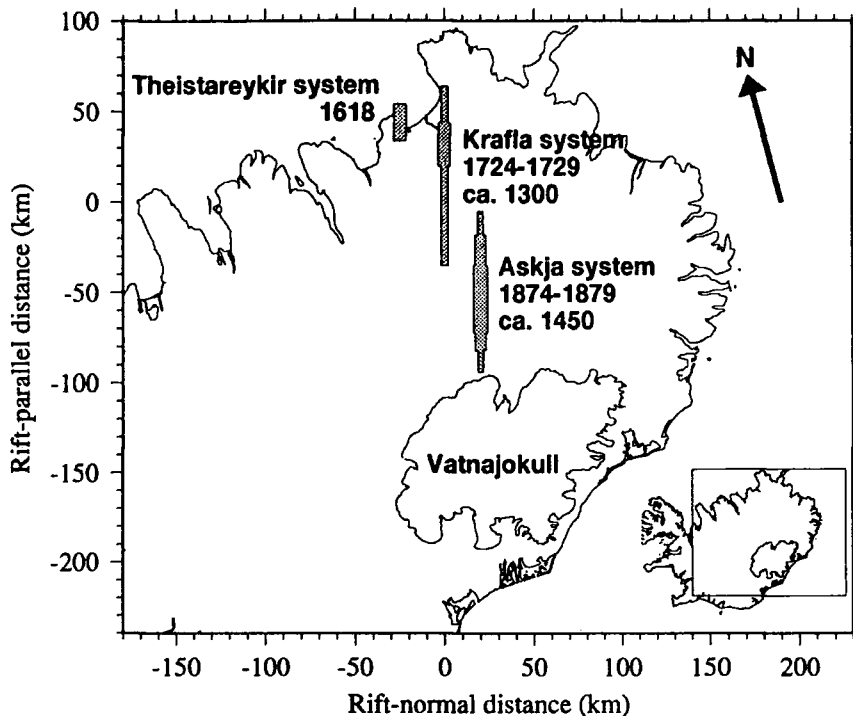 100
50
0
-50
-100
-150
-200
Rift-parallel distance (km)
Theistareykir system
1618
N
Krafla system
1724-1729
ca. 1300
Askja system
1874-1879
ca. 1450
Vatnajokull
-150
-100
-50
0
50
100
150
200
Rift-normal distance (km)